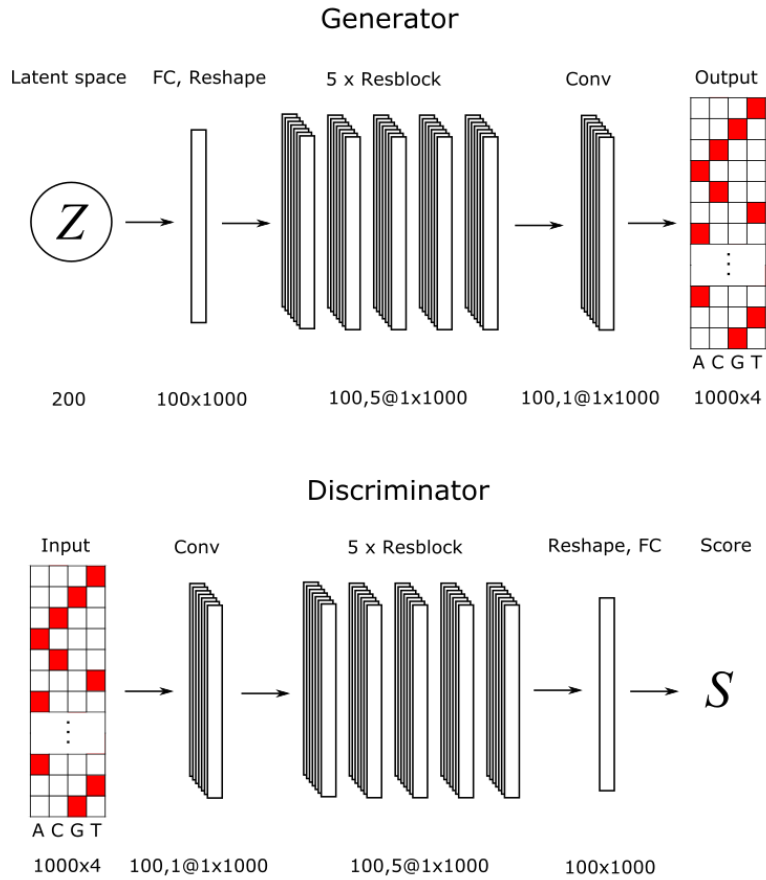 Generator
Latent space FC, Reshape 5 x Resblock Conv Output
Z
⋮
A C G T
200 100x1000 100,5@1x1000 100,1@1x1000 1000x4
Discriminator
Input Conv 5 x Resblock Reshape, FC Score
S
⋮
A C G T
1000x4 100,1@1x1000 100,5@1x1000 100x1000